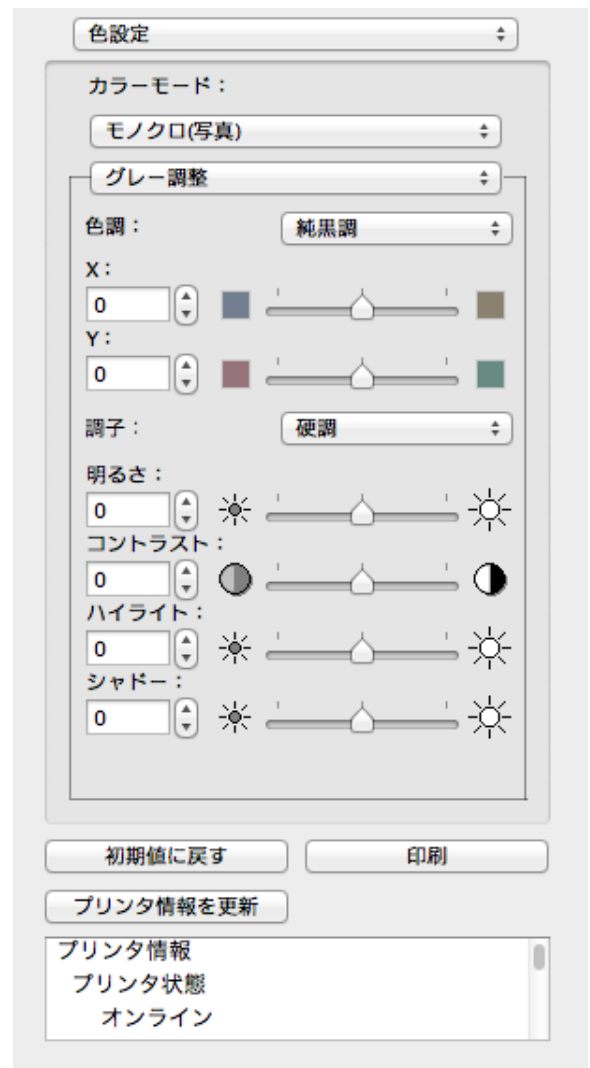 色設定
カラーモード：
モノクロ(写真)
グレー調整
色調： 純黒調
X：
0
Y：
0
調子： 硬調
明るさ：
0
コントラスト：
0
ハイライト：
0
シャドー：
0
初期値に戻す 印刷
プリンタ情報を更新
プリンタ情報
プリンタ状態
オンライン